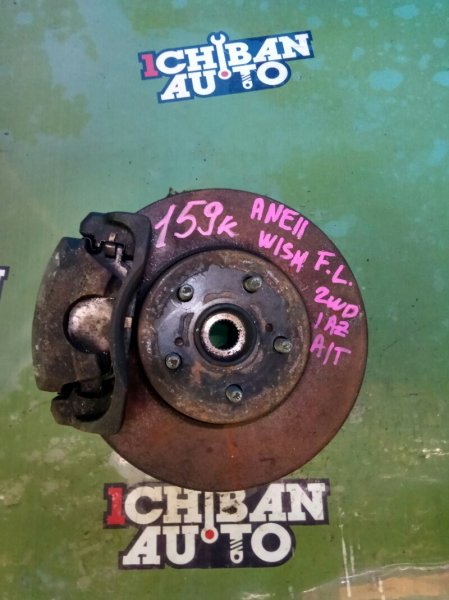 1CHIBAN
AUTO
159K
ANE11
WISH F.L.
2WD
1AZ
A/T
1CHIBAN
AUTO